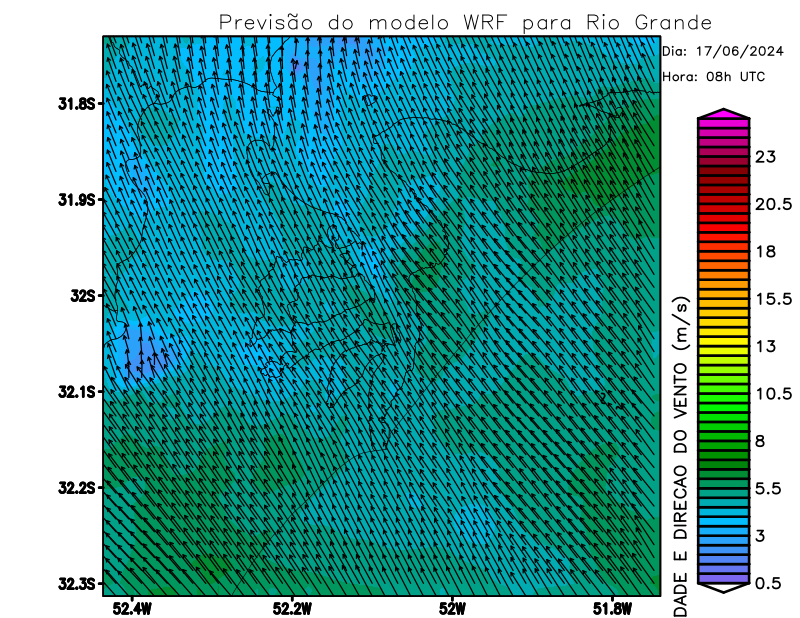 Previsão do modelo WRF para Rio Grande
Dia: 17/06/2024
Hora: 08h UTC
31.8S
31.9S
32S
32.1S
32.2S
32.3S
52.4W
52.2W
52W
51.8W
23
20.5
18
15.5
13
10.5
8
5.5
3
0.5
DADE E DIRECAO DO VENTO (m/s)